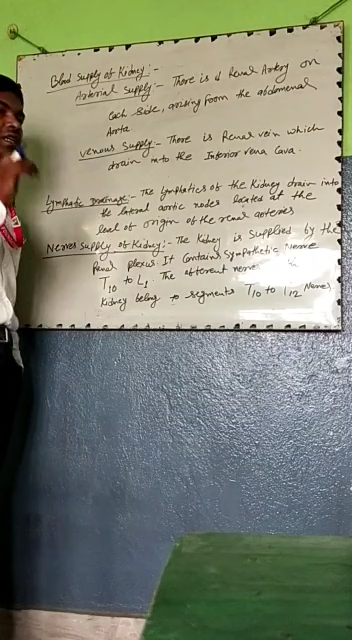 Blood Supply of Kidney:-
Arterial Supply:- There is 1 Renal Artery on
each side, arising from the abdomenal
Aorta.
venous Supply:- There is Renal vein which
drain into the Interior vena Cava.
Lymphatic Drainage:- The lymphatics of the Kidney drain into
the lateral aortic nodes located at the
level of origin of the renal arteries
Nerves Supply of Kidney:- The Kidney is Supplied by the
Renal plexus. It Contains Sympathetic Nerve
T10 to L1 The afferent nerve
Kidney belong to segments T10 to T12 Nerves